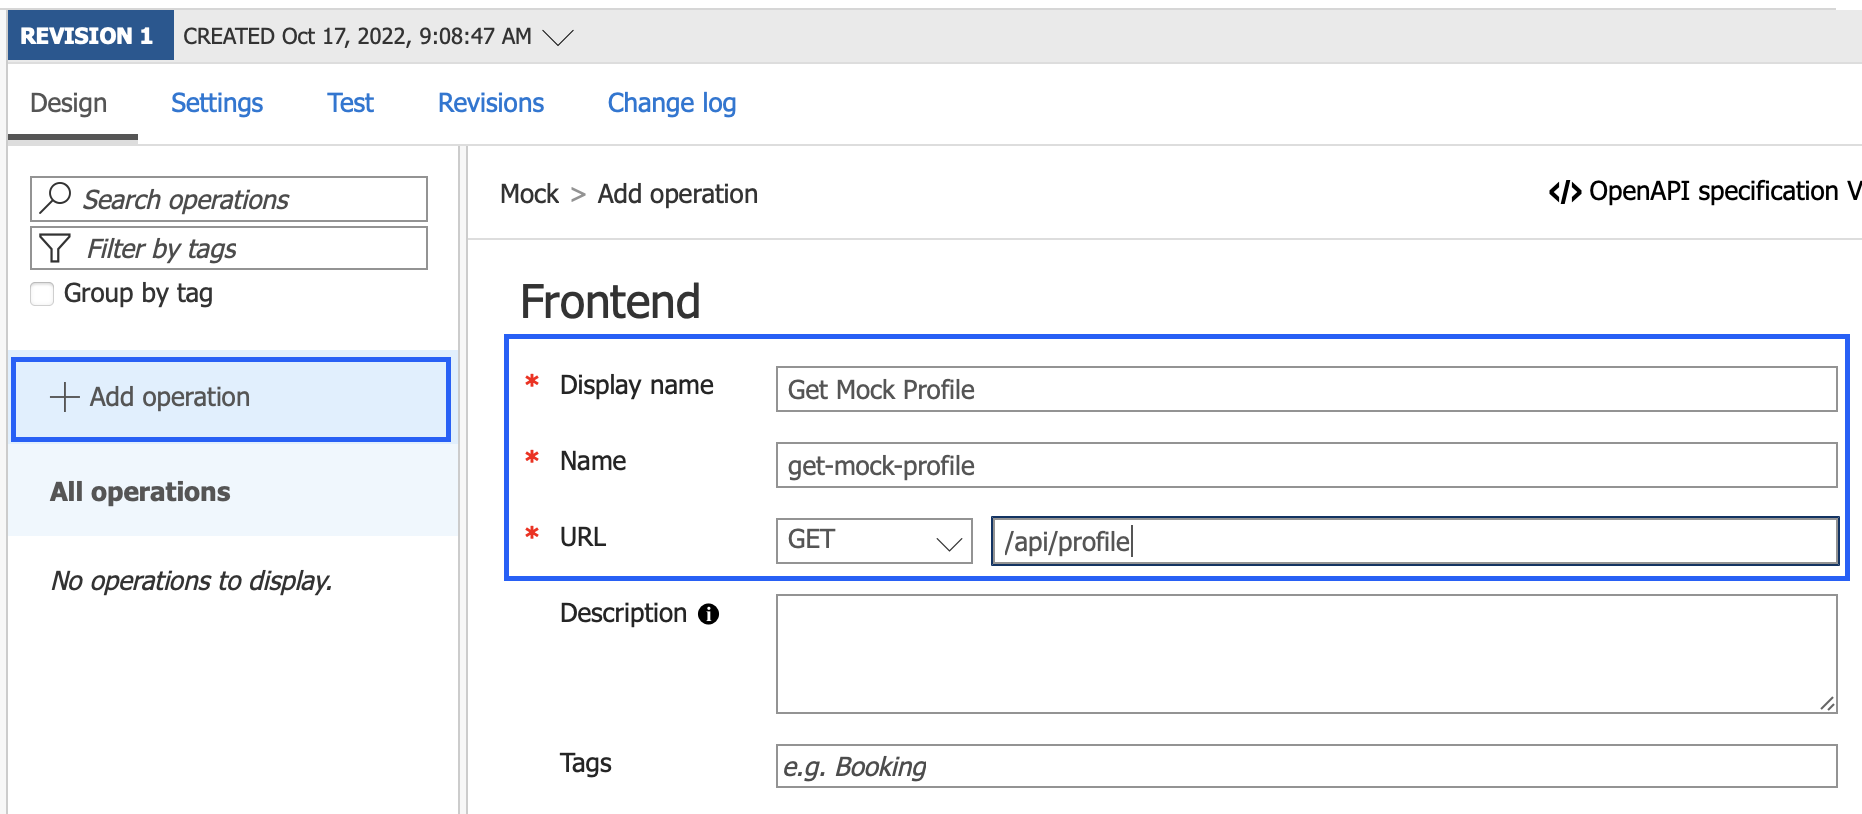 REVISION 1 CREATED Oct 17, 2022, 9:08:47 AM
Design Settings Test Revisions Change log
Search operations
Filter by tags
Group by tag
Add operation
All operations
No operations to display.
Mock > Add operation
</> OpenAPI specification V
Frontend
* Display name Get Mock Profile
* Name get-mock-profile
* URL GET /api/profile
Description
Tags e.g. Booking